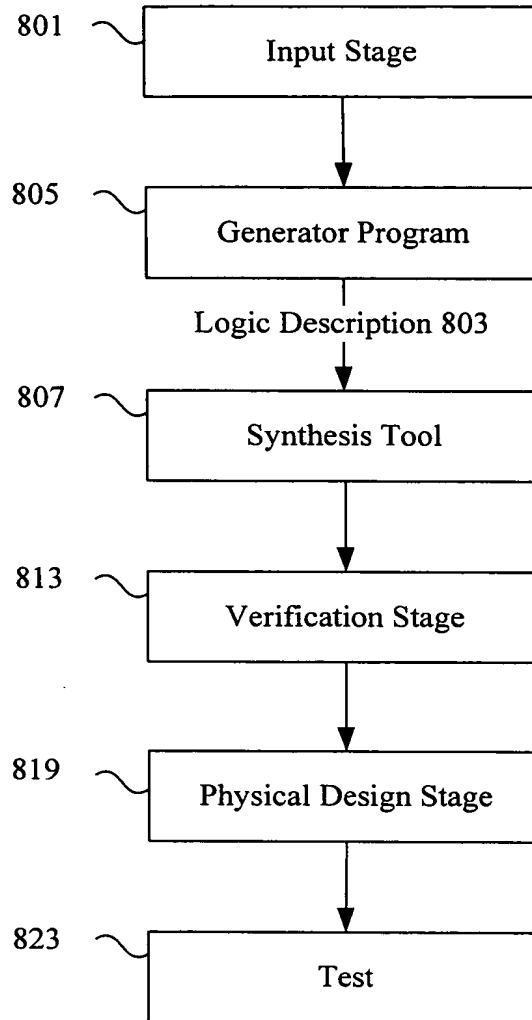 801
Input Stage
805
Generator Program
Logic Description 803
807
Synthesis Tool
813
Verification Stage
819
Physical Design Stage
823
Test